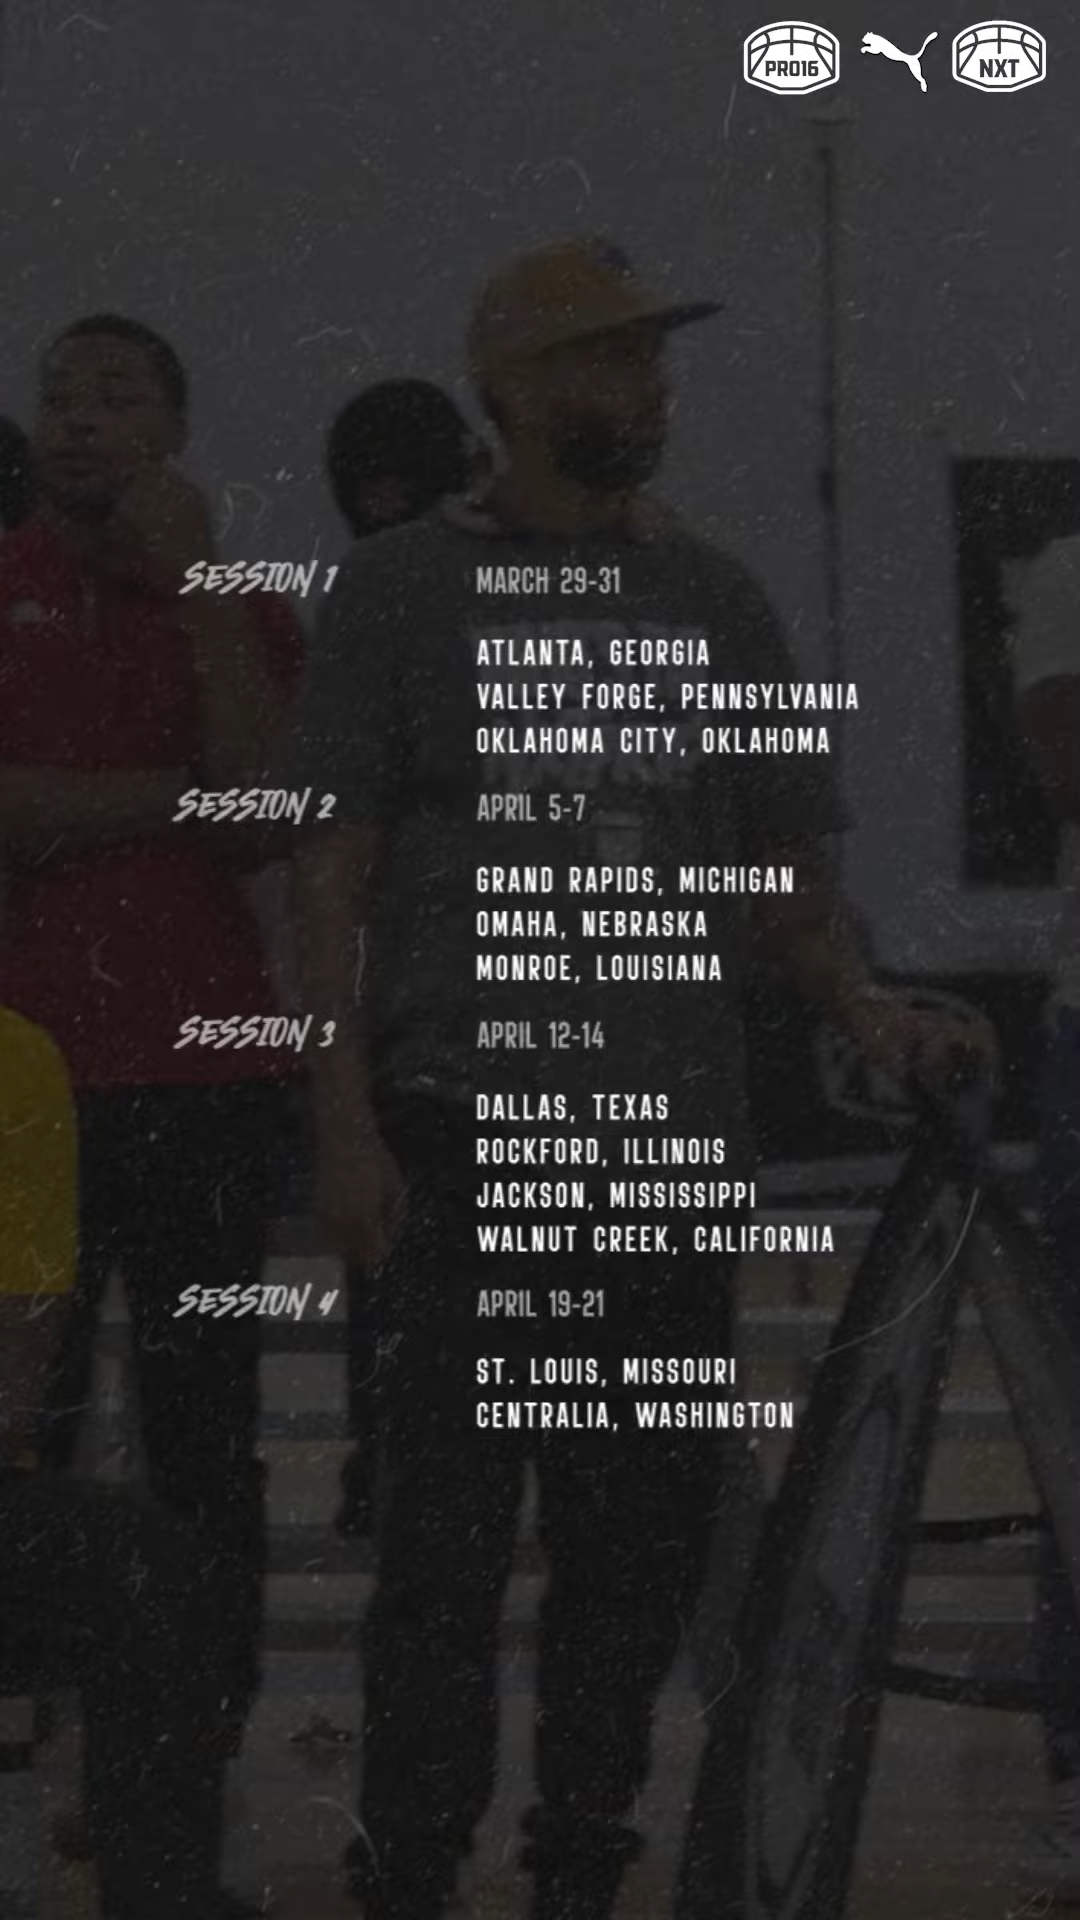 PRO16
NXT
SESSION 1
MARCH 29-31
ATLANTA, GEORGIA
VALLEY FORGE, PENNSYLVANIA
OKLAHOMA CITY, OKLAHOMA
SESSION 2
APRIL 5-7
GRAND RAPIDS, MICHIGAN
OMAHA, NEBRASKA
MONROE, LOUISIANA
SESSION 3
APRIL 12-14
DALLAS, TEXAS
ROCKFORD, ILLINOIS
JACKSON, MISSISSIPPI
WALNUT CREEK, CALIFORNIA
SESSION 4
APRIL 19-21
ST. LOUIS, MISSOURI
CENTRALIA, WASHINGTON